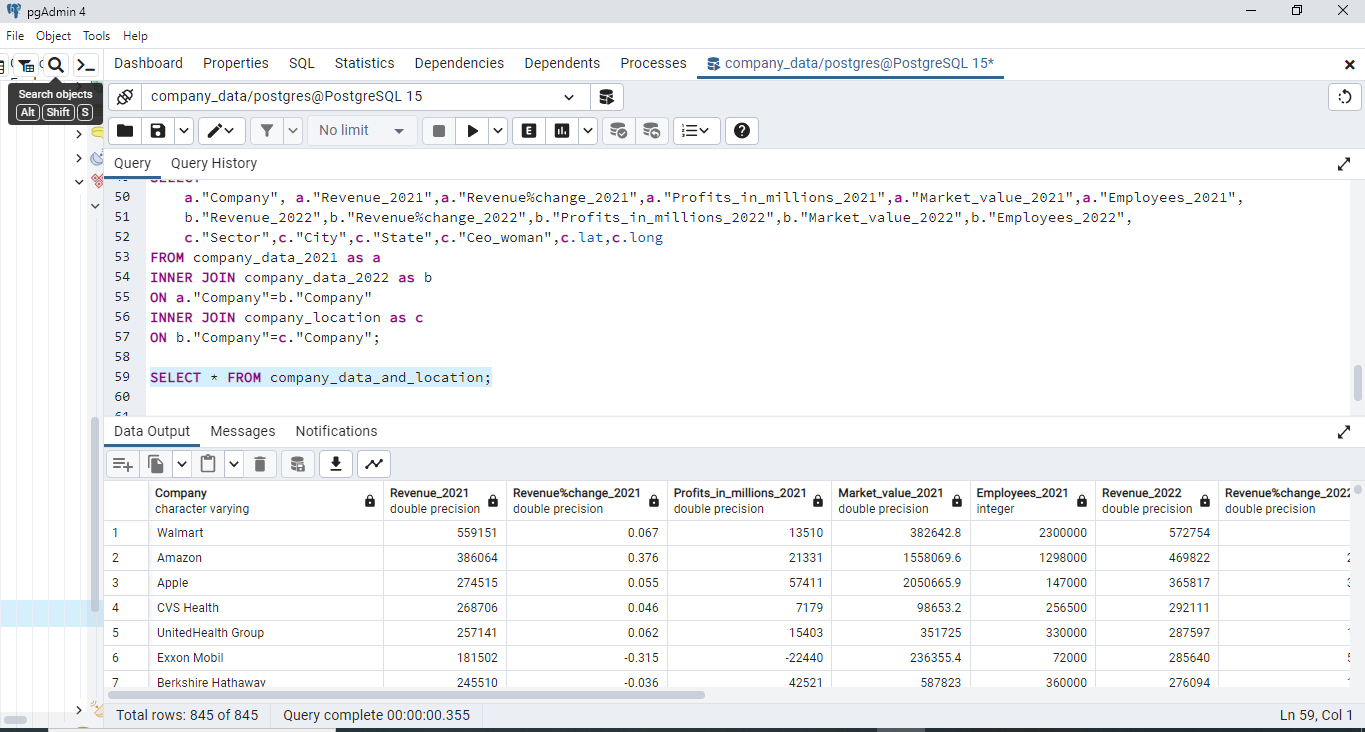 pgAdmin 4
File Object Tools Help
Dashboard Properties SQL Statistics Dependencies Dependents Processes company_data/postgres@PostgreSQL 15*
Search objects
Alt Shift S
company_data/postgres@PostgreSQL 15
No limit
E
Query Query History
50 a."Company", a."Revenue_2021",a."Revenue%change_2021",a."Profits_in_millions_2021",a."Market_value_2021",a."Employees_2021",
51 b."Revenue_2022",b."Revenue%change_2022",b."Profits_in_millions_2022",b."Market_value_2022",b."Employees_2022",
52 c."Sector",c."City",c."State",c."Ceo_woman",c.lat,c.long
53 FROM company_data_2021 as a
54 INNER JOIN company_data_2022 as b
55 ON a."Company"=b."Company"
56 INNER JOIN company_location as c
57 ON b."Company"=c."Company";
58
59 SELECT * FROM company_data_and_location;
60
61
Data Output Messages Notifications
Company Revenue_2021 Revenue%change_2021 Profits_in_millions_2021 Market_value_2021 Employees_2021 Revenue_2022 Revenue%change_2022
character varying double precision double precision double precision double precision integer double precision double precision
1 Walmart 559151 0.067 13510 382642.8 2300000 572754
2 Amazon 386064 0.376 21331 1558069.6 1298000 469822
3 Apple 274515 0.055 57411 2050665.9 147000 365817
4 CVS Health 268706 0.046 7179 98653.2 256500 292111
5 UnitedHealth Group 257141 0.062 15403 351725 330000 287597
6 Exxon Mobil 181502 -0.315 -22440 236355.4 72000 285640
7 Berkshire Hathaway 245510 -0.036 42521 587823 360000 276094
Total rows: 845 of 845 Query complete 00:00:00.355 Ln 59, Col 1